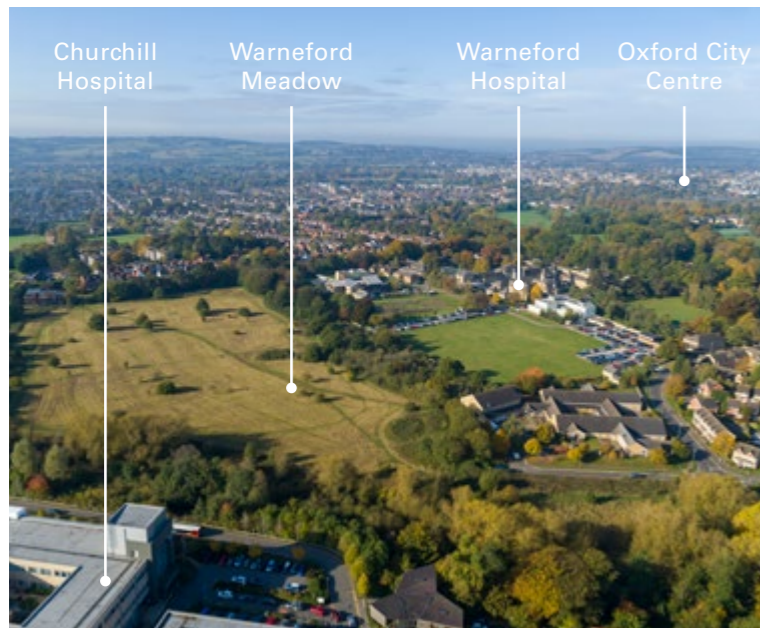 Churchill
Hospital
Warneford
Meadow
Warneford
Hospital
Oxford City
Centre